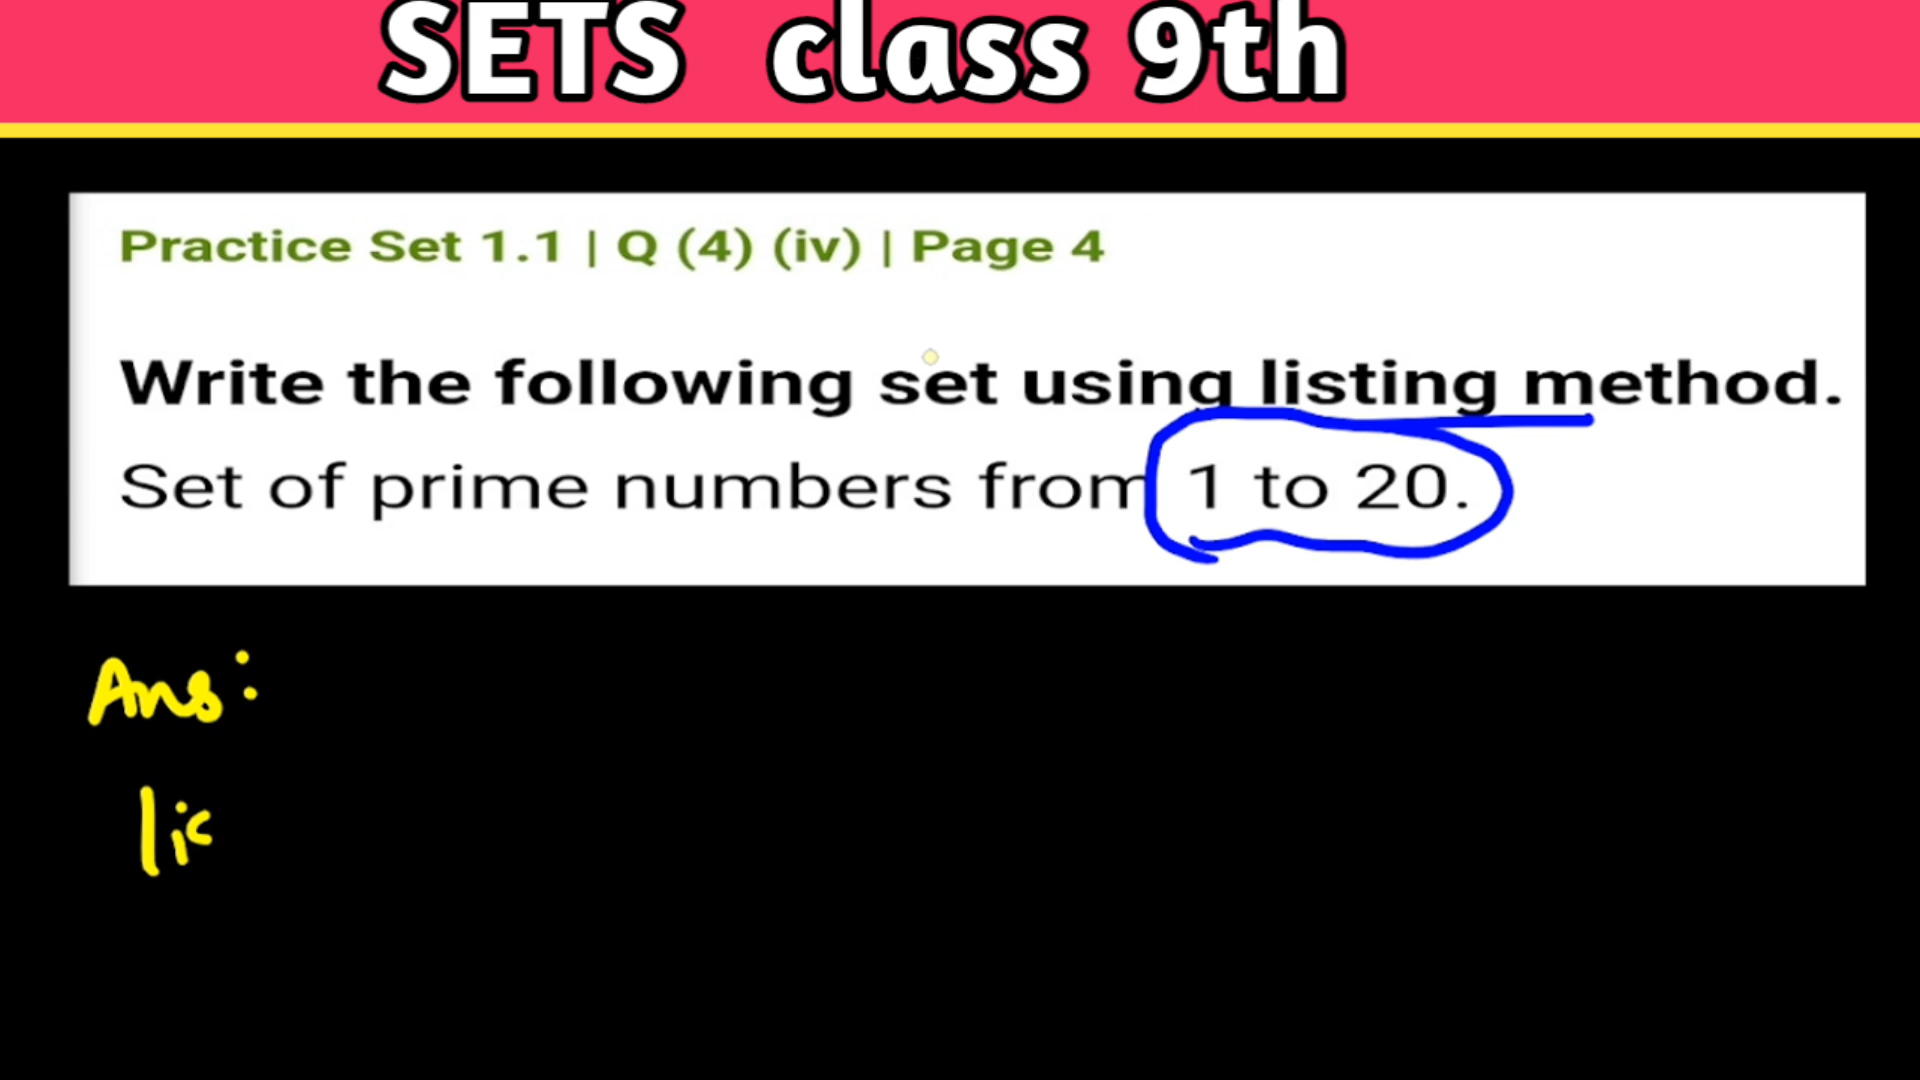 SETS class 9th
Practice Set 1.1 | Q (4) (iv) | Page 4
Write the following set using listing method.
Set of prime numbers from 1 to 20.
Ans: